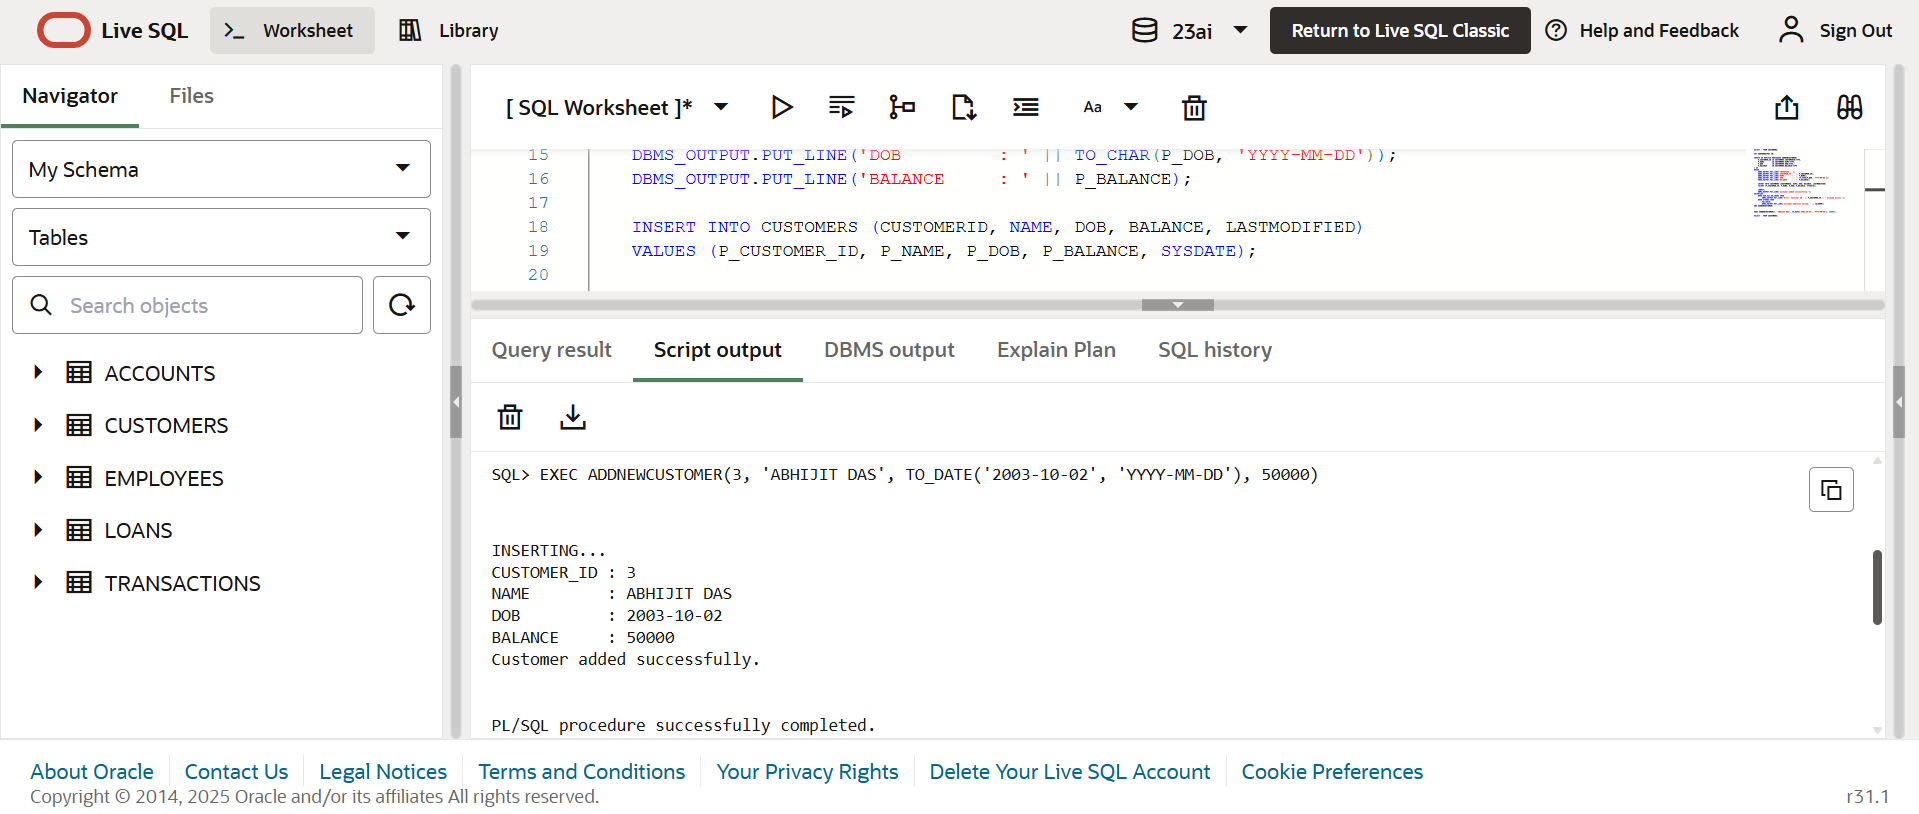 Live SQL
Worksheet
Library
23ai
Return to Live SQL Classic
Help and Feedback
Sign Out
Navigator
Files
My Schema
Tables
Search objects
ACCOUNTS
CUSTOMERS
EMPLOYEES
LOANS
TRANSACTIONS
[ SQL Worksheet ]*
Aa
15 DBMS_OUTPUT.PUT_LINE('DOB         : ' || TO_CHAR(P_DOB, 'YYYY-MM-DD'));
16 DBMS_OUTPUT.PUT_LINE('BALANCE     : ' || P_BALANCE);
17
18 INSERT INTO CUSTOMERS (CUSTOMERID, NAME, DOB, BALANCE, LASTMODIFIED)
19 VALUES (P_CUSTOMER_ID, P_NAME, P_DOB, P_BALANCE, SYSDATE);
20
Query result
Script output
DBMS output
Explain Plan
SQL history
SQL> EXEC ADDNEWCUSTOMER(3, 'ABHIJIT DAS', TO_DATE('2003-10-02', 'YYYY-MM-DD'), 50000)
INSERTING...
CUSTOMER_ID : 3
NAME        : ABHIJIT DAS
DOB         : 2003-10-02
BALANCE     : 50000
Customer added successfully.
PL/SQL procedure successfully completed.
About Oracle
Contact Us
Legal Notices
Terms and Conditions
Your Privacy Rights
Delete Your Live SQL Account
Cookie Preferences
Copyright © 2014, 2025 Oracle and/or its affiliates All rights reserved.
r31.1